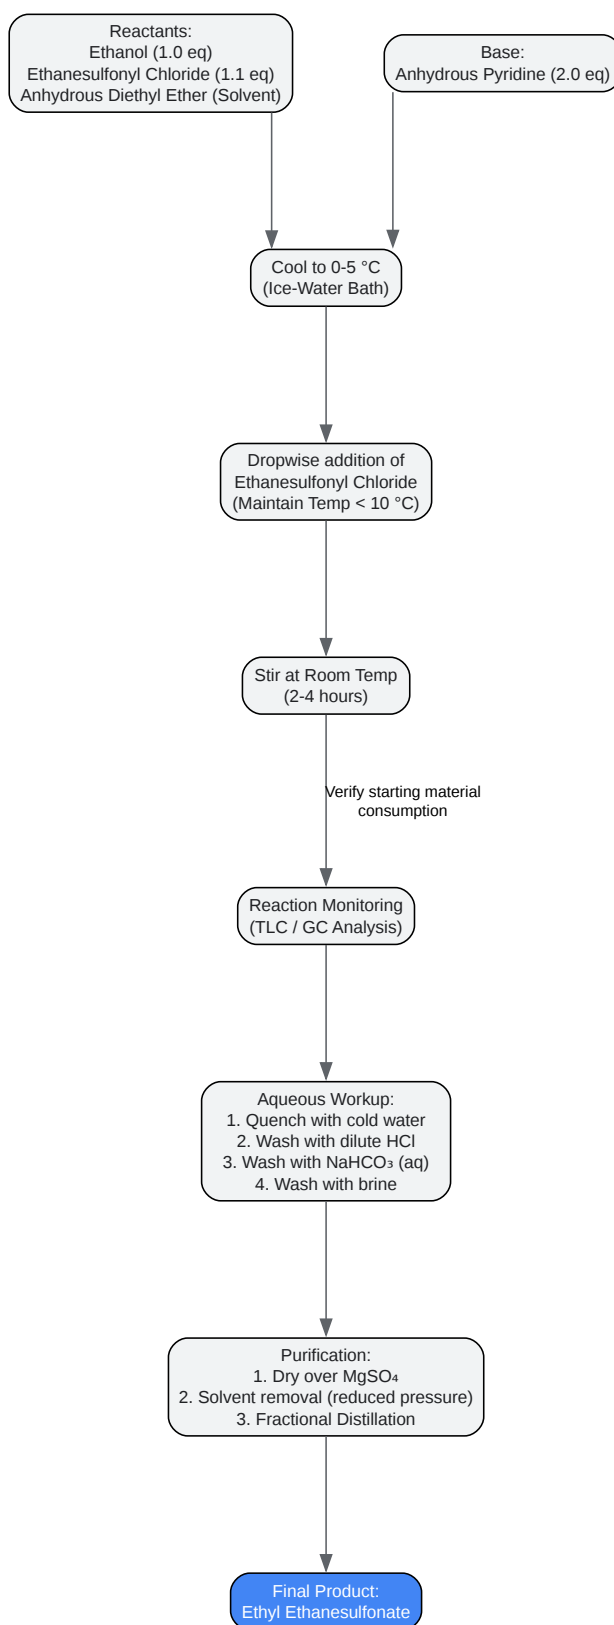 Reactants:
Ethanol (1.0 eq)
Ethanesulfonyl Chloride (1.1 eq)
Anhydrous Diethyl Ether (Solvent)
Base:
Anhydrous Pyridine (2.0 eq)
Cool to 0-5 °C
(Ice-Water Bath)
Dropwise addition of
Ethanesulfonyl Chloride
(Maintain Temp < 10 °C)
Stir at Room Temp
(2-4 hours)
Verify starting material
consumption
Reaction Monitoring
(TLC / GC Analysis)
Aqueous Workup:
1. Quench with cold water
2. Wash with dilute HCl
3. Wash with NaHCO₃ (aq)
4. Wash with brine
Purification:
1. Dry over MgSO₄
2. Solvent removal (reduced pressure)
3. Fractional Distillation
Final Product:
Ethyl Ethanesulfonate